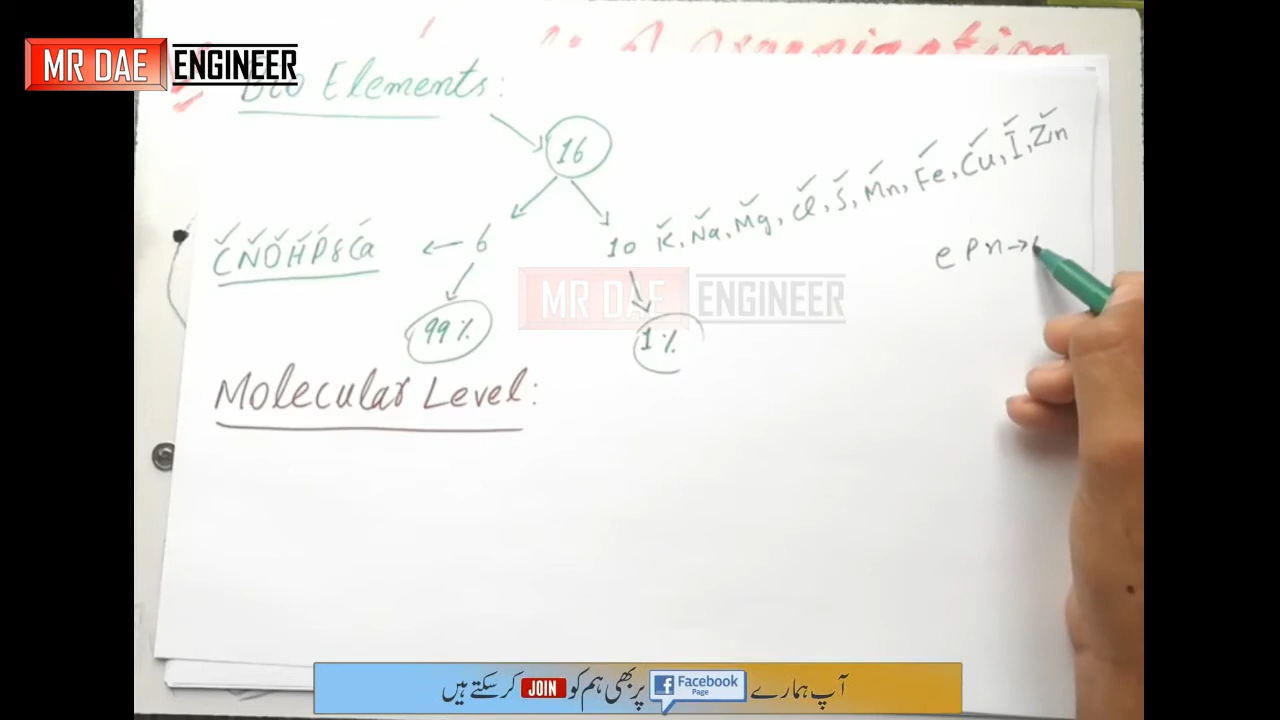 MR DAE ENGINEER
Bio Elements:
16
C N O H P & Ca ← 6
10 K, Na, Mg, Cl, S, Mn, Fe, Cu, I, Zn
e P n →
MR DAE ENGINEER
99%
1%
Molecular Level:
آپ ہمارے Facebook Page پر بھی ہم کو JOIN کر سکتے ہیں